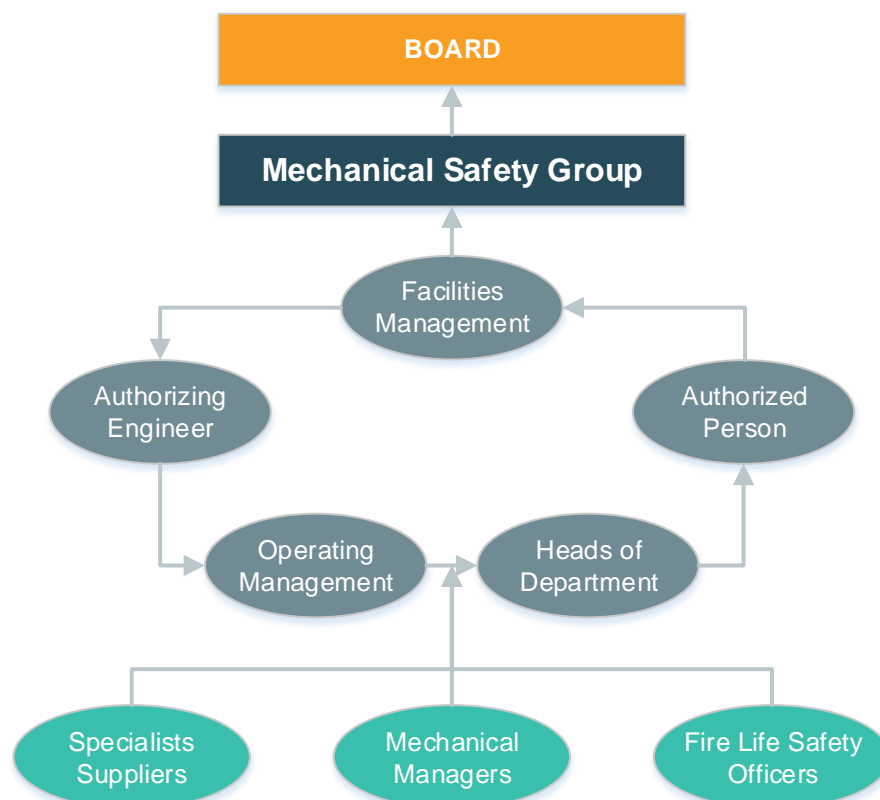 BOARD
Mechanical Safety Group
Facilities
Management
Authorizing
Engineer
Authorized
Person
Operating
Management
Heads of
Department
Specialists
Suppliers
Mechanical
Managers
Fire Life Safety
Officers